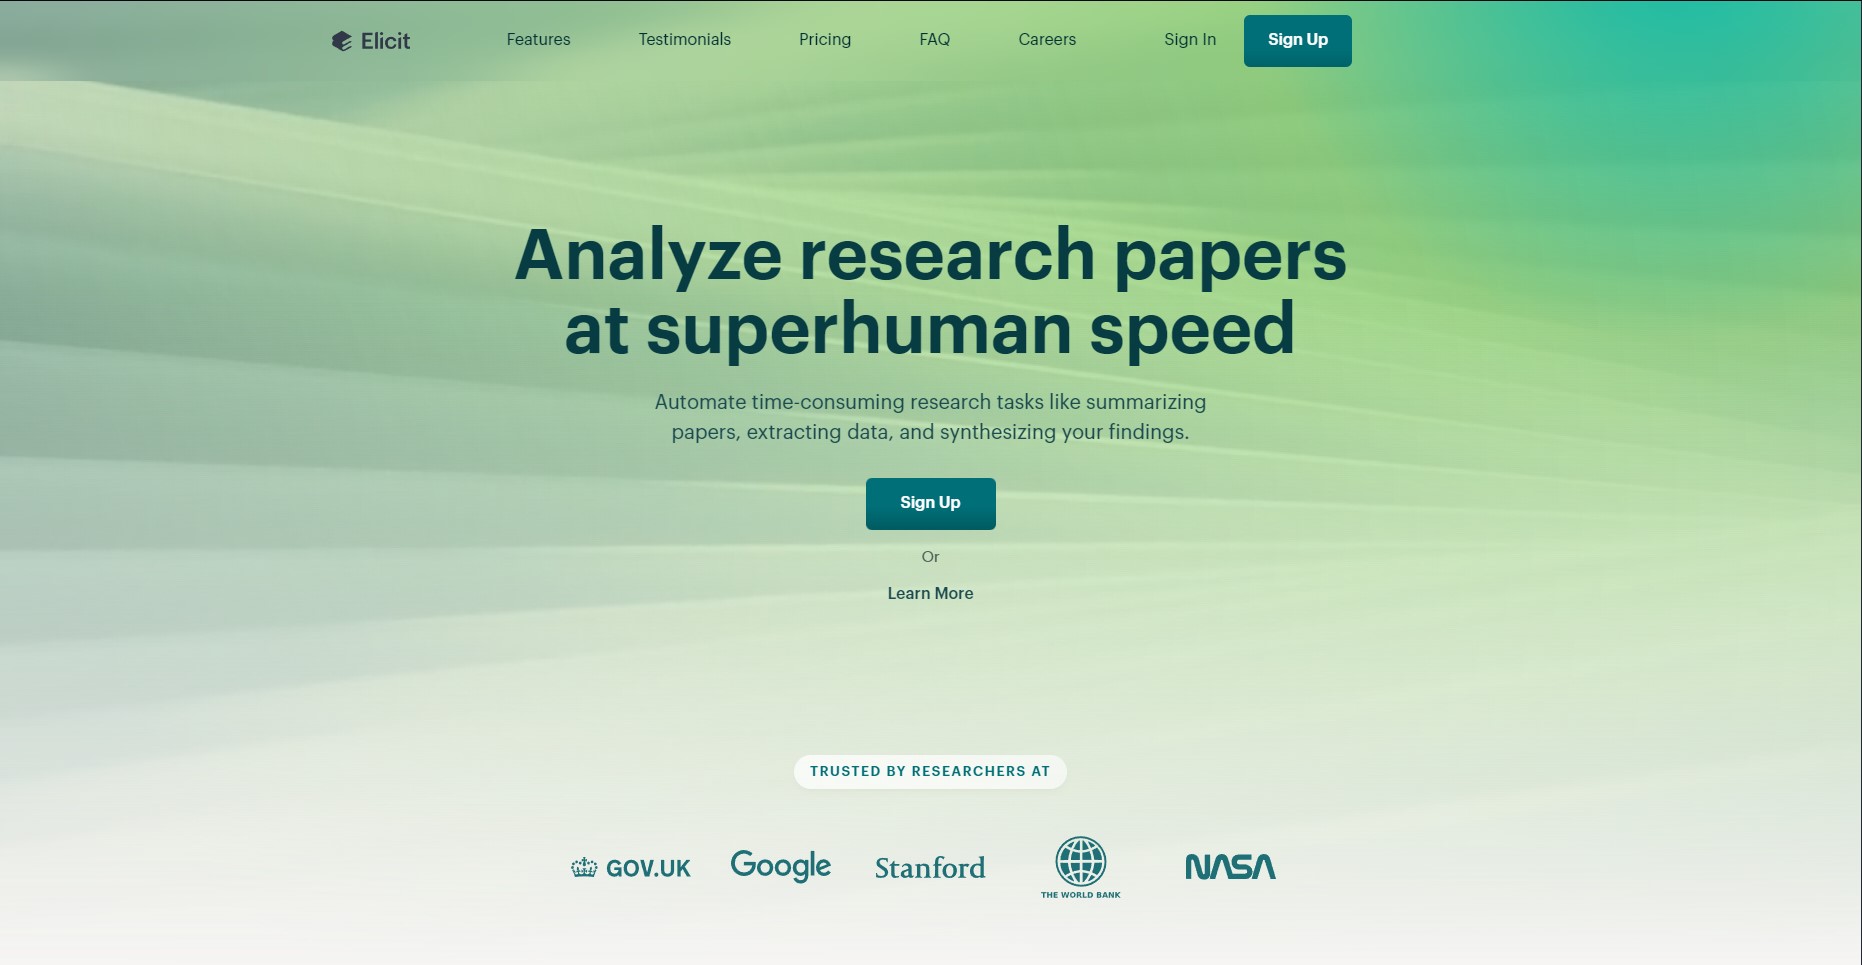 Elicit
Features
Testimonials
Pricing
FAQ
Careers
Sign In
Sign Up
Analyze research papers
at superhuman speed
Automate time-consuming research tasks like summarizing
papers, extracting data, and synthesizing your findings.
Sign Up
Or
Learn More
TRUSTED BY RESEARCHERS AT
GOV.UK
Google
Stanford
THE WORLD BANK
NASA